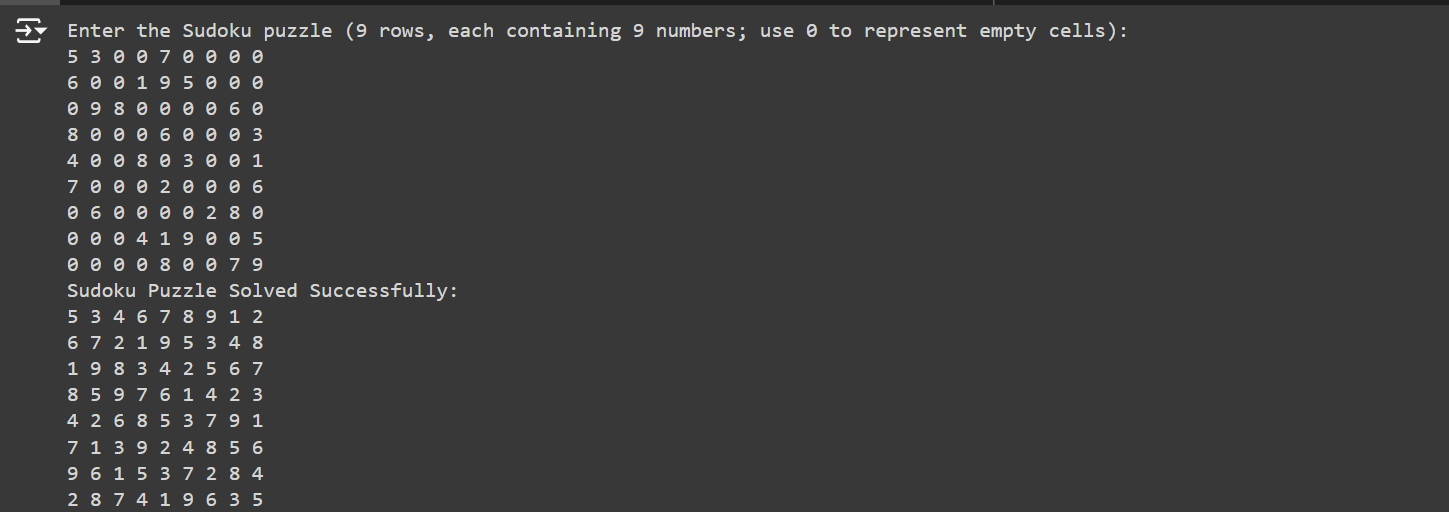 Enter the Sudoku puzzle (9 rows, each containing 9 numbers; use 0 to represent empty cells):
5 3 0 0 7 0 0 0 0
6 0 0 1 9 5 0 0 0
0 9 8 0 0 0 0 6 0
8 0 0 0 6 0 0 0 3
4 0 0 8 0 3 0 0 1
7 0 0 0 2 0 0 0 6
0 6 0 0 0 0 2 8 0
0 0 0 4 1 9 0 0 5
0 0 0 0 8 0 0 7 9
Sudoku Puzzle Solved Successfully:
5 3 4 6 7 8 9 1 2
6 7 2 1 9 5 3 4 8
1 9 8 3 4 2 5 6 7
8 5 9 7 6 1 4 2 3
4 2 6 8 5 3 7 9 1
7 1 3 9 2 4 8 5 6
9 6 1 5 3 7 2 8 4
2 8 7 4 1 9 6 3 5